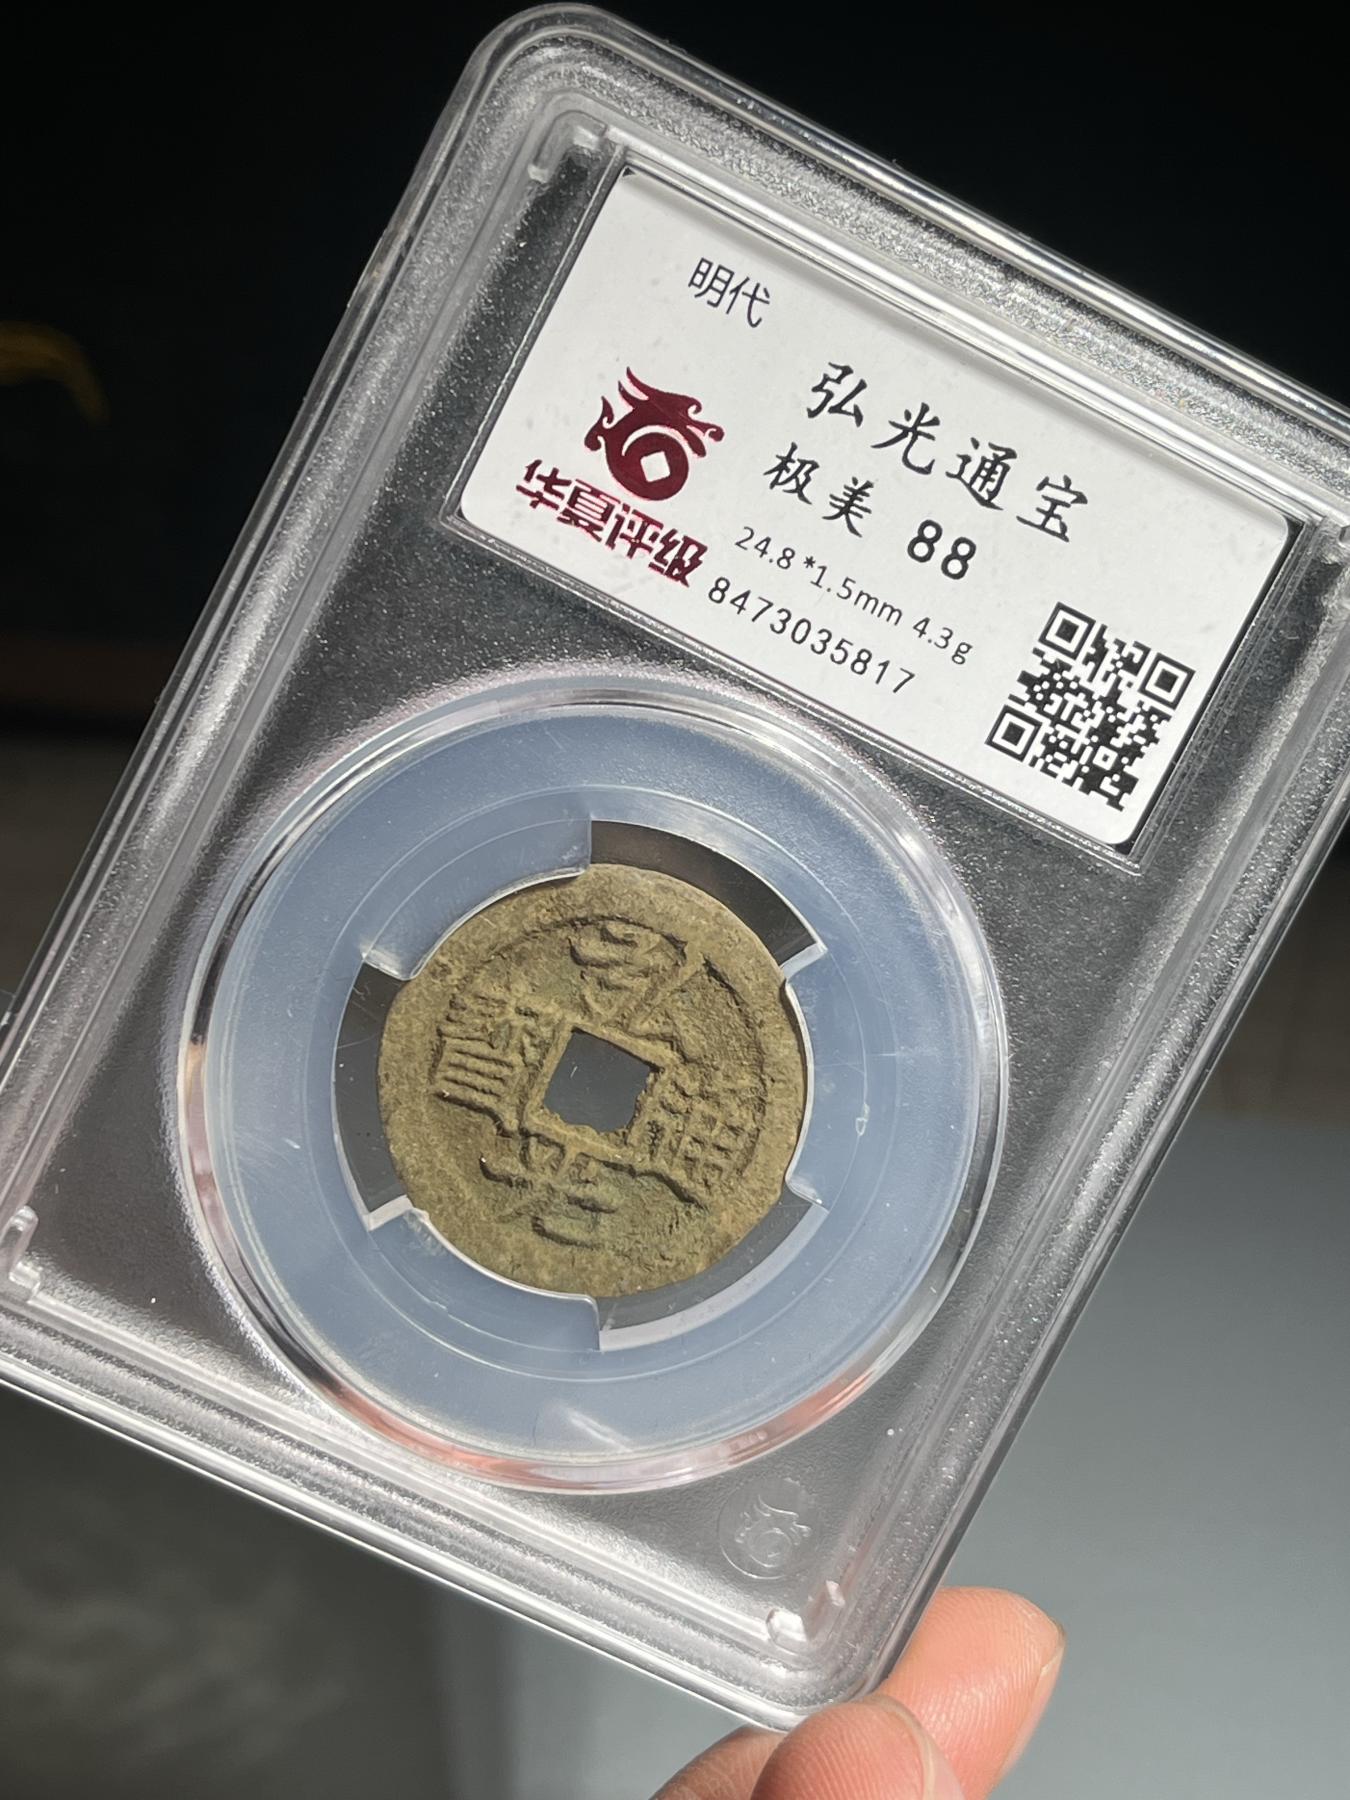 明代
弘光通宝
极美 88
华夏评级
24.8*1.5mm 4.3g
8473035817
弘光通寶